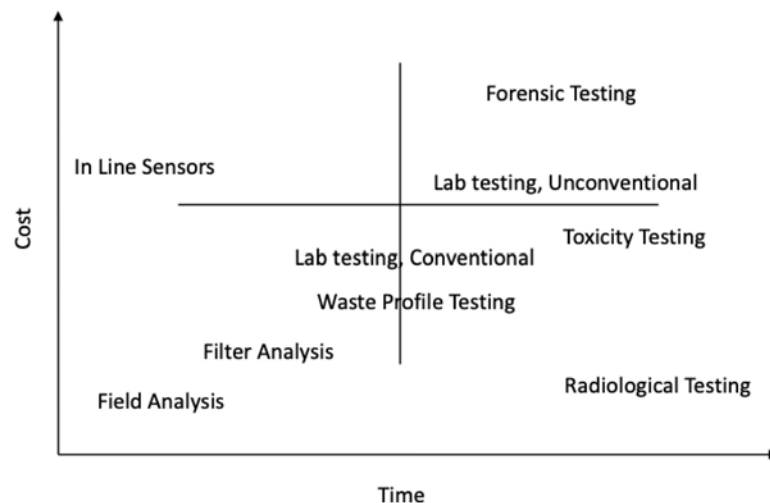 Forensic Testing
In Line Sensors
Lab testing, Unconventional
Cost
Toxicity Testing
Lab testing, Conventional
Waste Profile Testing
Filter Analysis
Radiological Testing
Field Analysis
Time